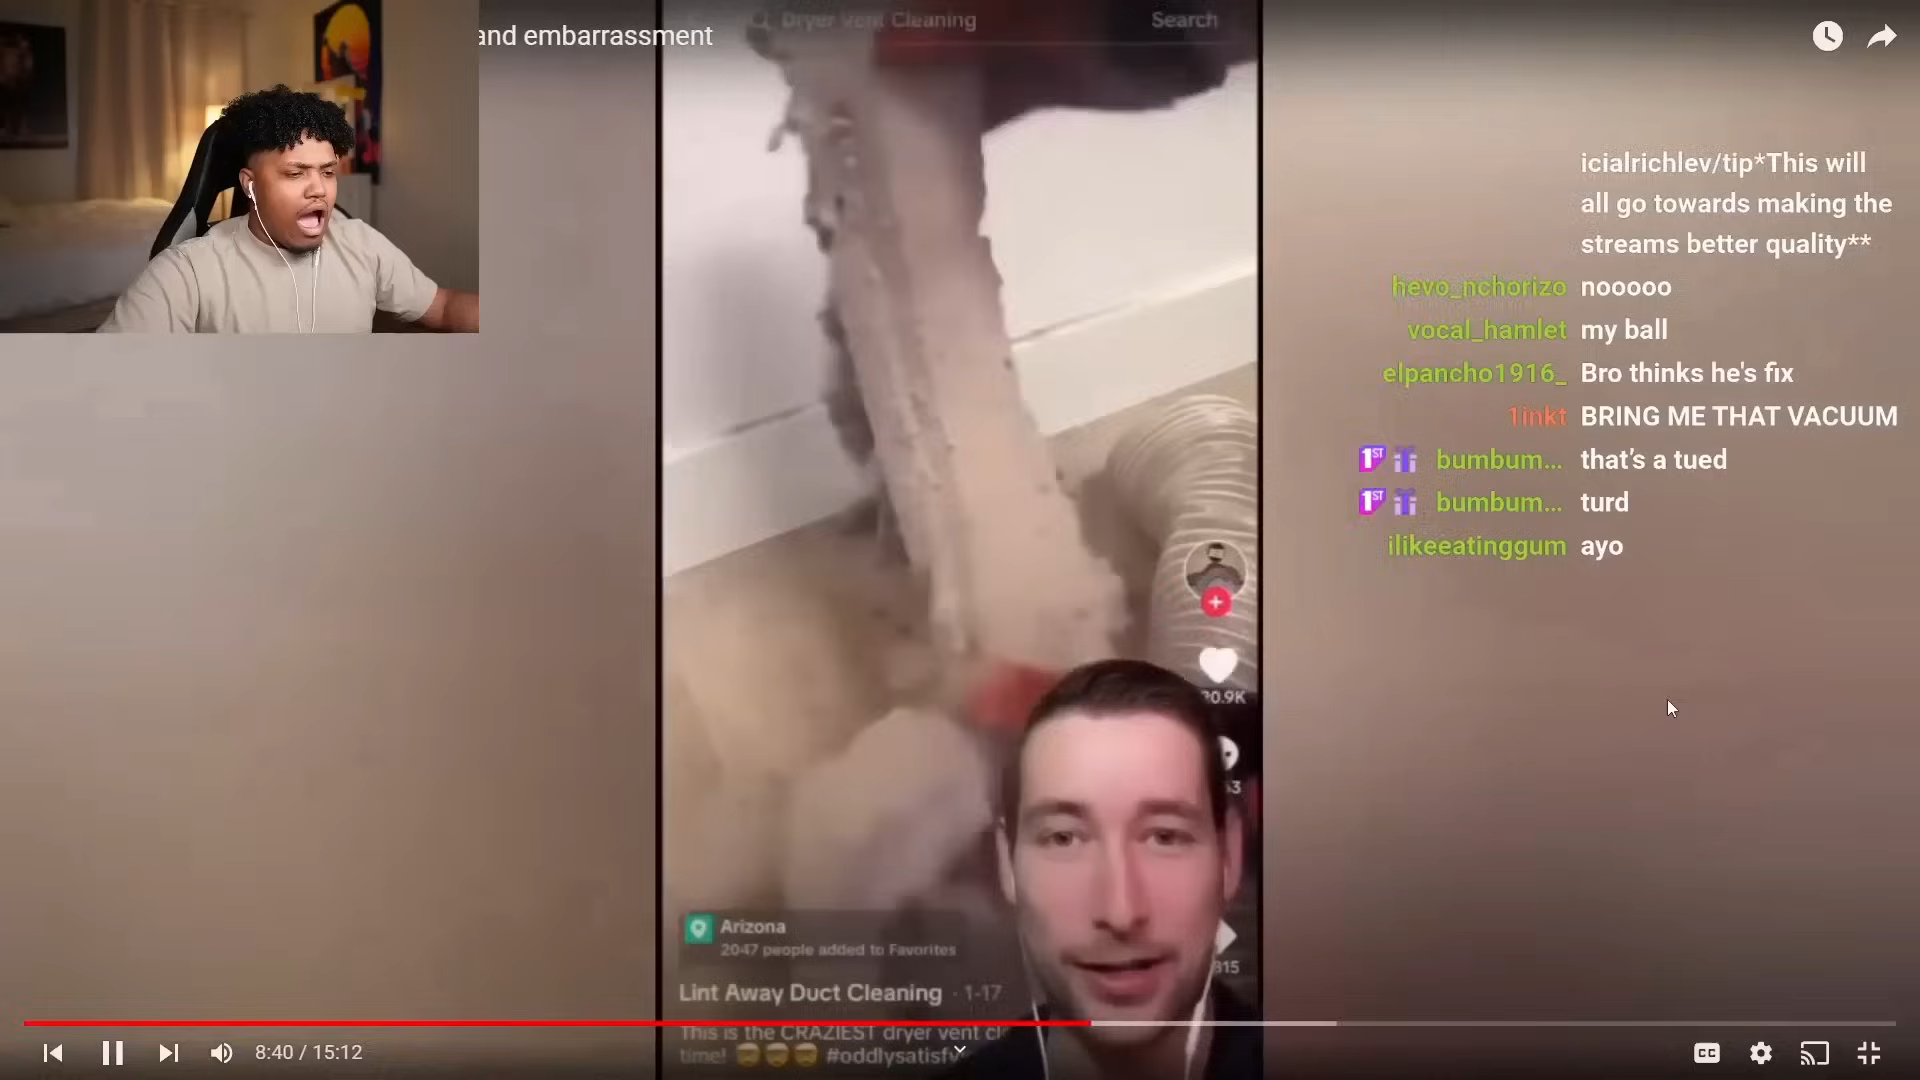 and embarrassment
Dryer Vent Cleaning
Search
icialrichlev/tip*This will
all go towards making the
streams better quality**
hevo_nchorizo nooooo
vocal_hamlet my ball
elpancho1916_ Bro thinks he's fix
1inkt BRING ME THAT VACUUM
1ST bumbum... that’s a tued
1ST bumbum... turd
ilikeeatinggum ayo
Arizona
2047 people added to Favorites
Lint Away Duct Cleaning · 1-17
This is the CRAZIEST dryer vent cl
time! #oddlysatisfy
8:40 / 15:12
CC